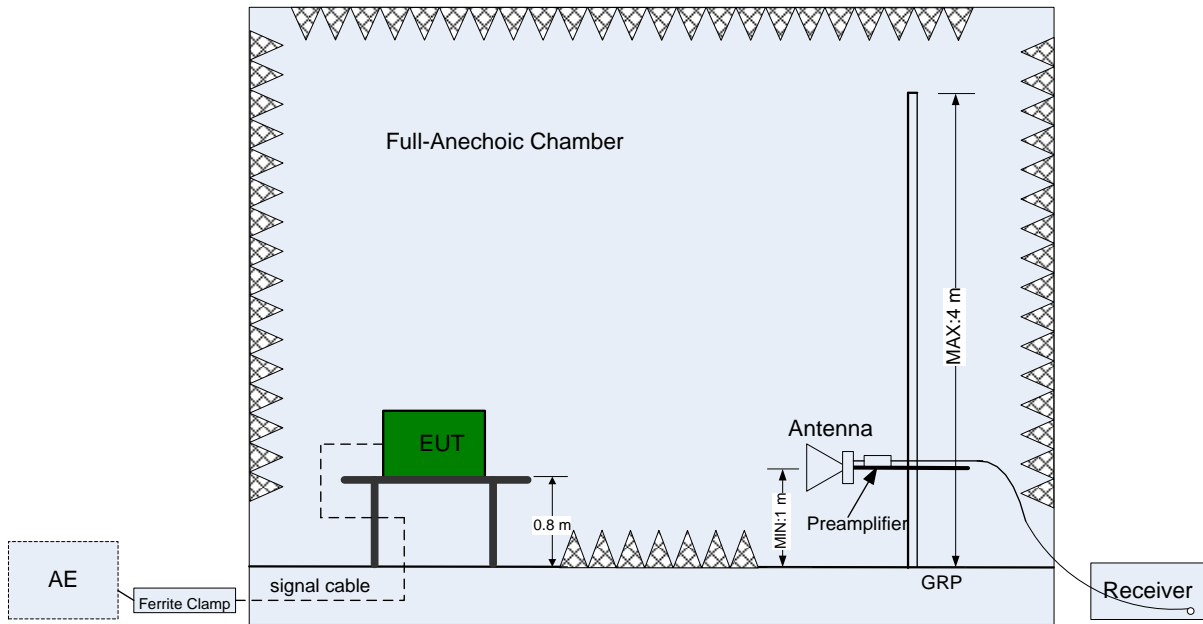 Full-Anechoic Chamber
MAX:4 m
Antenna
EUT
MIN:1 m
0.8 m
Preamplifier
AE
signal cable
GRP
Receiver
Ferrite Clamp